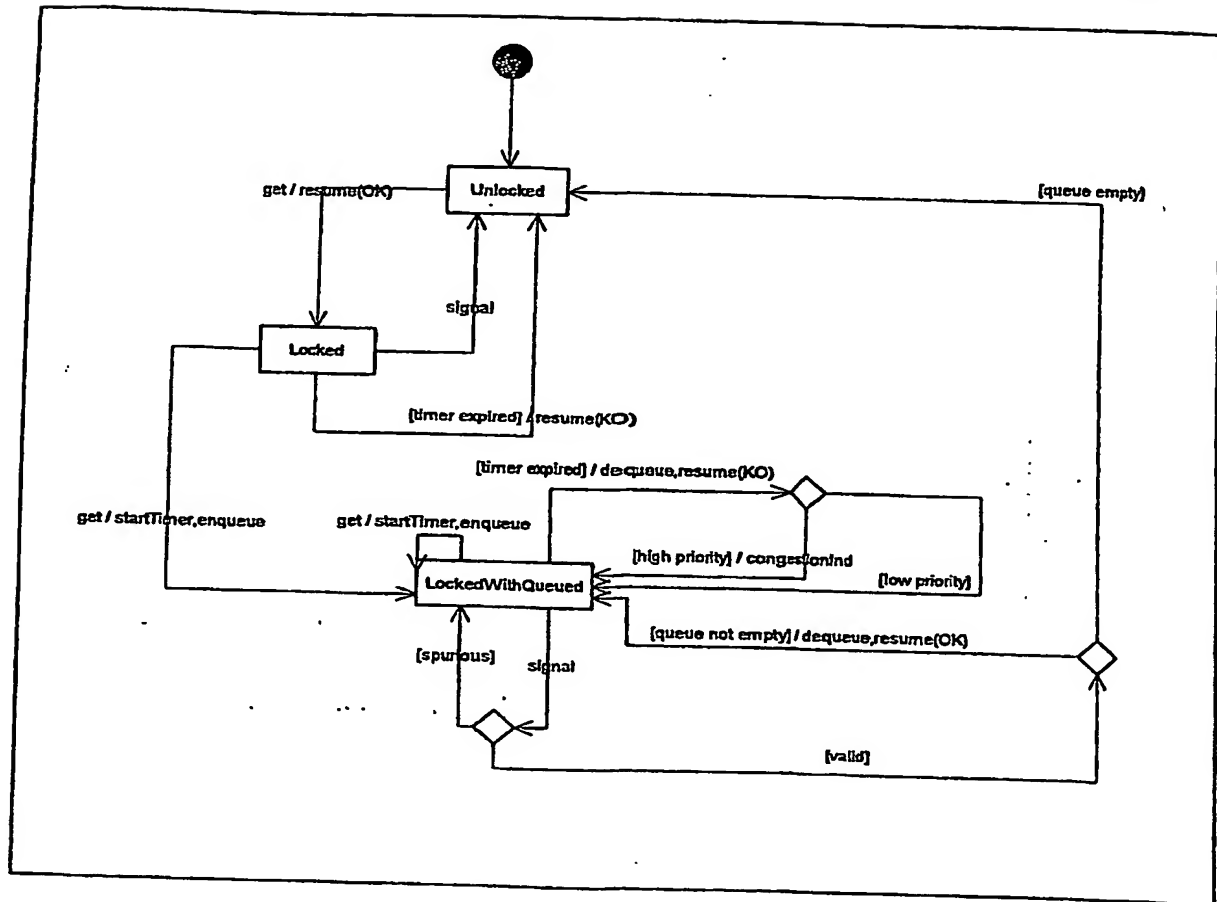 Unlocked
get / resume(OK)
[queue empty]
signal
Locked
[timer expired] / resume(KO)
[timer expired] / dequeue,resume(KO)
get / startTimer,enqueue
get / startTimer,enqueue
[high priority] / congestionInd
LockedWithQueued
[low priority]
[queue not empty] / dequeue,resume(OK)
[spurious]
signal
[valid]